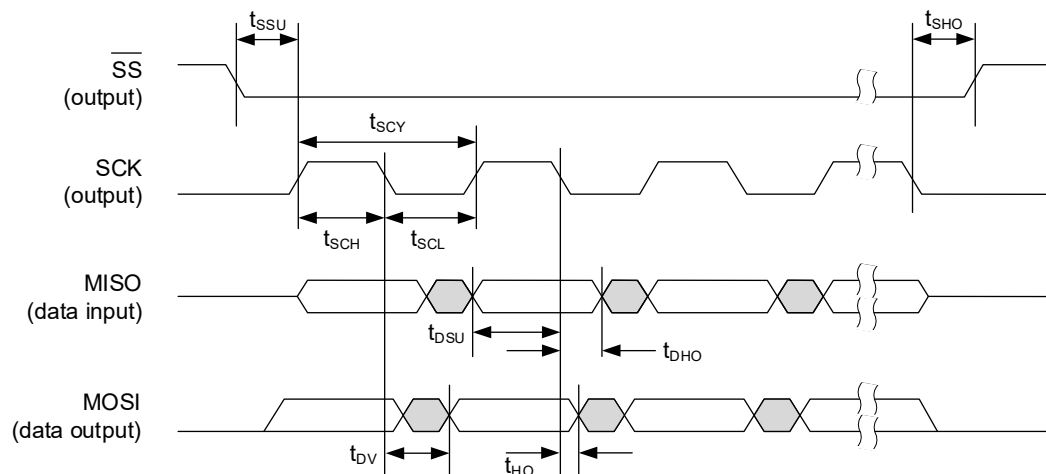 tSSU
tSHO
SS
(output)
tSCY
SCK
(output)
tSCH
tSCL
MISO
(data input)
tDSU
tDHO
MOSI
(data output)
tDV
tHO